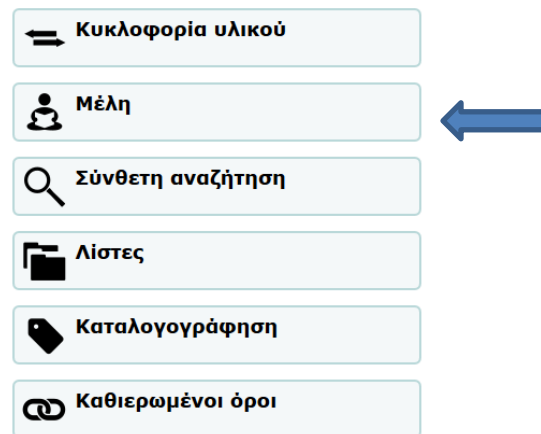 Κυκλοφορία υλικού
Μέλη
Σύνθετη αναζήτηση
Λίστες
Καταλογογράφηση
Καθιερωμένοι όροι